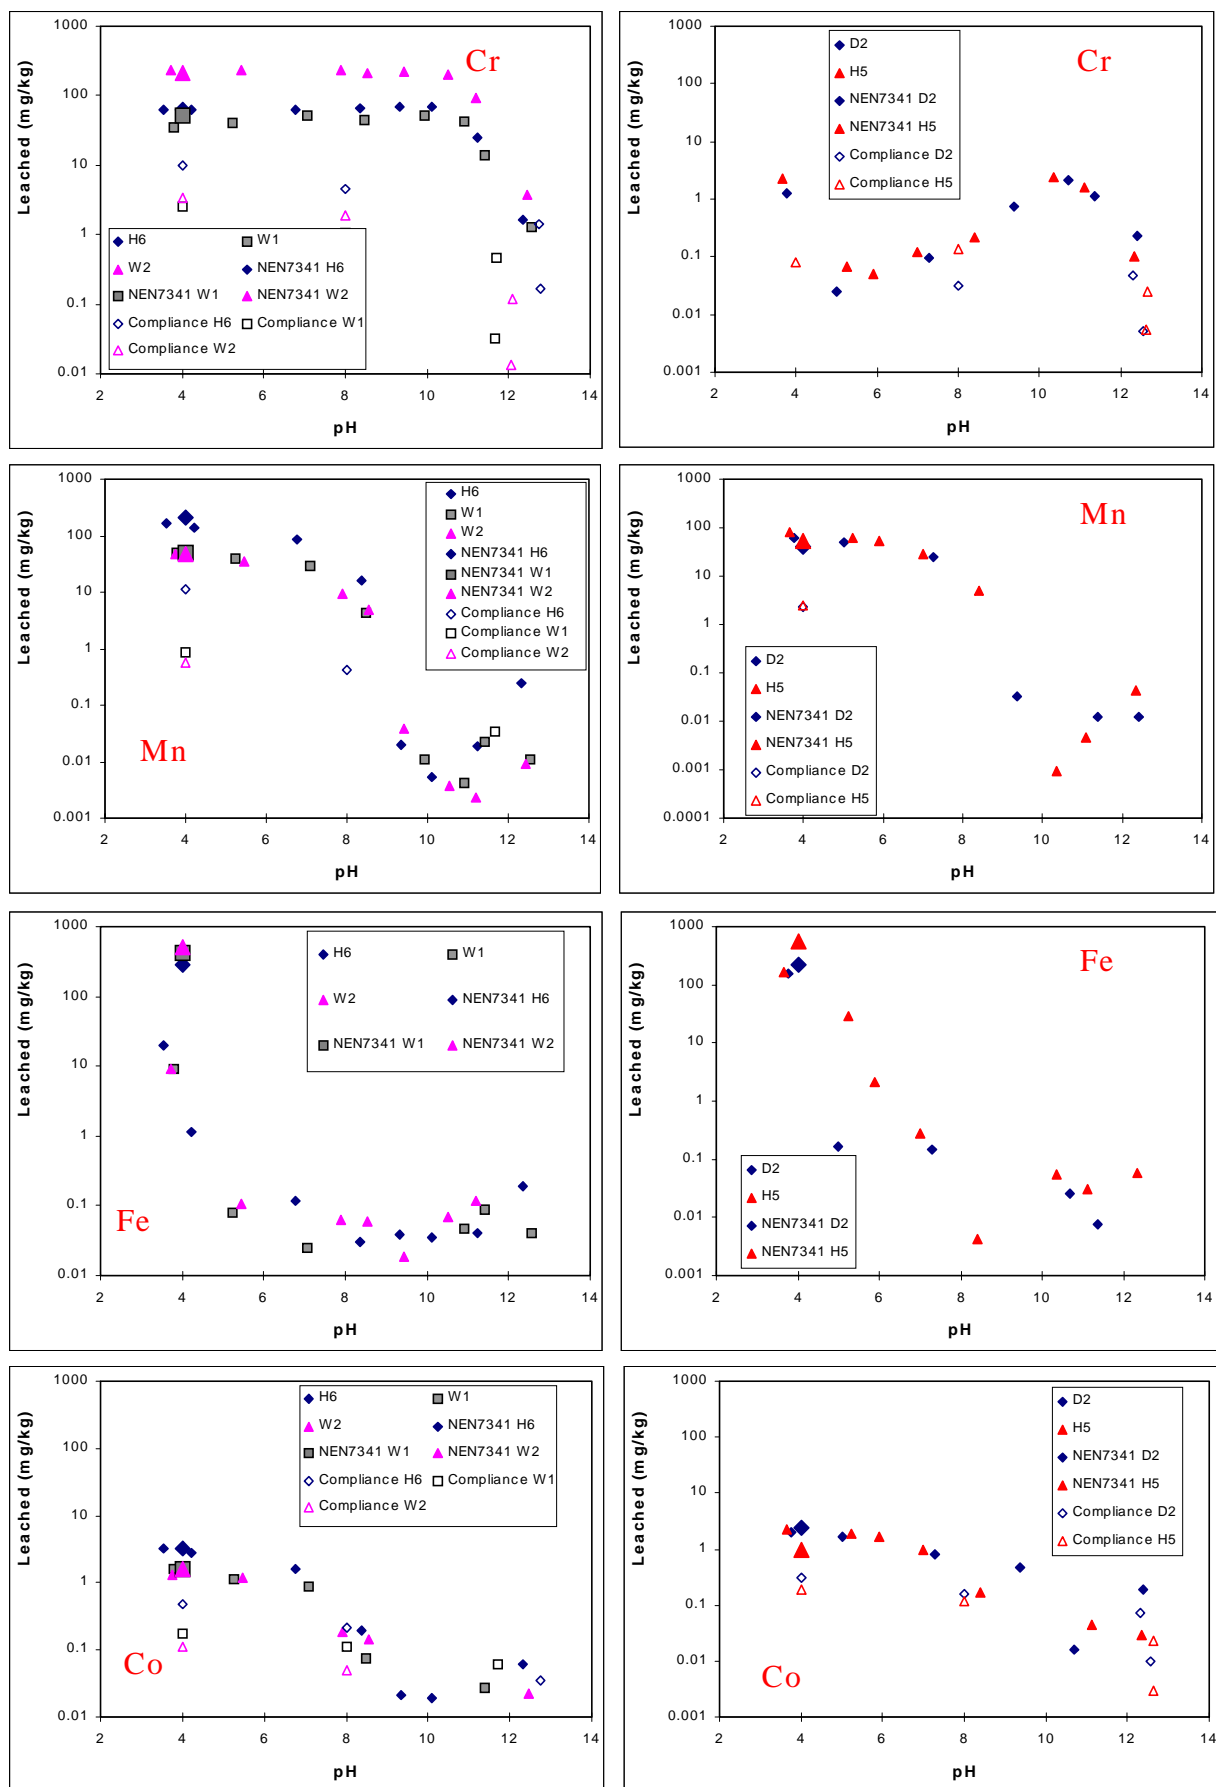 1000
100
10
1
0.1
0.01
Leached (mg/kg)
Cr
H6
W1
W2
NEN7341 H6
NEN7341 W1
NEN7341 W2
Compliance H6
Compliance W1
Compliance W2
2 4 6 8 10 12 14
pH
1000
100
10
1
0.1
0.01
0.001
Leached (mg/kg)
Cr
D2
H5
NEN7341 D2
NEN7341 H5
Compliance D2
Compliance H5
2 4 6 8 10 12 14
pH
1000
100
10
1
0.1
0.01
0.001
Leached (mg/kg)
H6
W1
W2
NEN7341 H6
NEN7341 W1
NEN7341 W2
Compliance H6
Compliance W1
Compliance W2
Mn
2 4 6 8 10 12 14
pH
1000
100
10
1
0.1
0.01
0.001
0.0001
Leached (mg/kg)
Mn
D2
H5
NEN7341 D2
NEN7341 H5
Compliance D2
Compliance H5
2 4 6 8 10 12 14
pH
1000
100
10
1
0.1
0.01
Leached (mg/kg)
H6
W1
W2
NEN7341 H6
NEN7341 W1
NEN7341 W2
Fe
2 4 6 8 10 12 14
pH
1000
100
10
1
0.1
0.01
0.001
Leached (mg/kg)
Fe
D2
H5
NEN7341 D2
NEN7341 H5
2 4 6 8 10 12 14
pH
1000
100
10
1
0.1
0.01
Leached (mg/kg)
H6
W1
W2
NEN7341 H6
NEN7341 W1
NEN7341 W2
Compliance H6
Compliance W1
Compliance W2
Co
2 4 6 8 10 12 14
pH
1000
100
10
1
0.1
0.01
0.001
Leached (mg/kg)
D2
H5
NEN7341 D2
NEN7341 H5
Compliance D2
Compliance H5
Co
2 4 6 8 10 12 14
pH